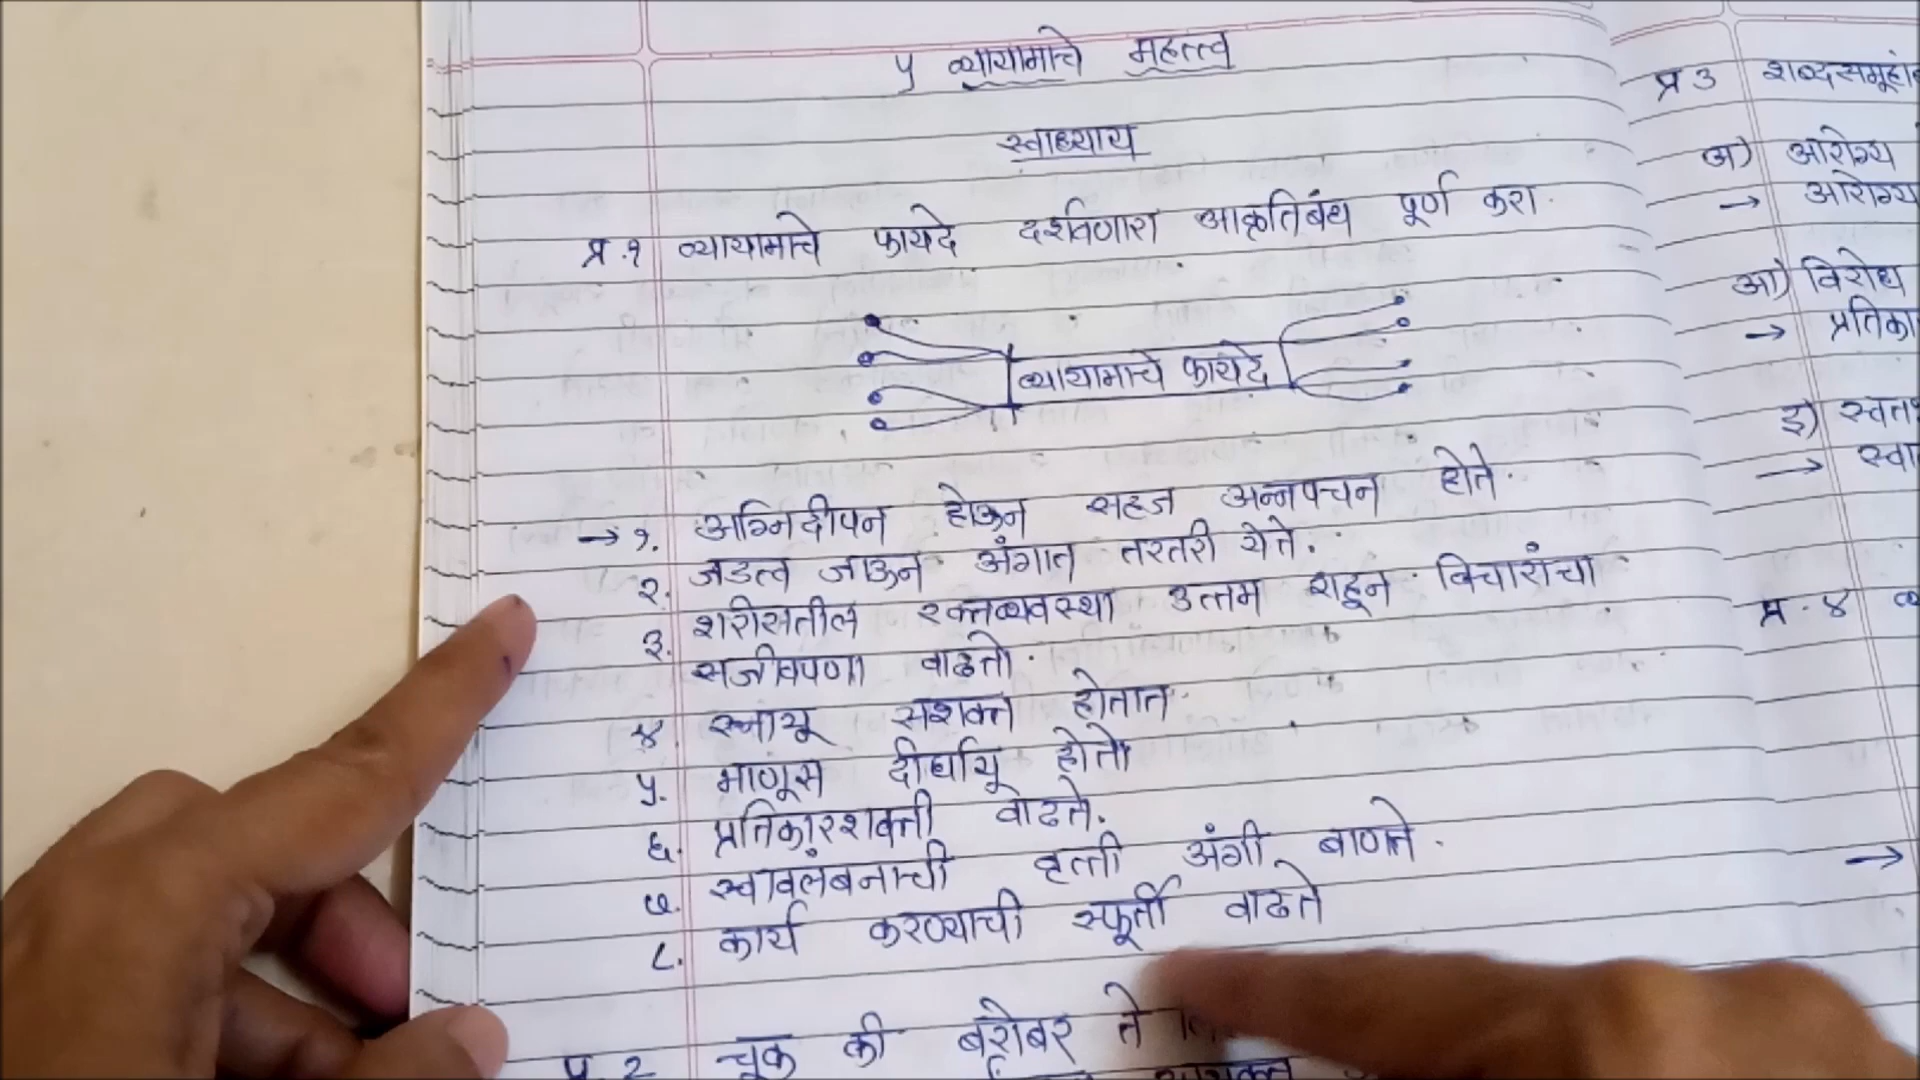 ५ व्यायामाचे महत्त्व
स्वाध्याय
प्र.१ व्यायामाचे फायदे दर्शविणारा आकृतिबंध पूर्ण करा.
व्यायामाचे फायदे
→ १. अग्निदीपन होऊन सहज अन्नपचन होते.
२. जडत्व जाऊन अंगात तरतरी येते.
३. शरीरातील रक्तव्यवस्था उत्तम राहून विचारांचा
सजीवपणा वाढतो.
४. स्नायू सशक्त होतात.
५. माणूस दीर्घायू होतो
६. प्रतिकारशक्ती वाढते.
७. स्वावलंबनाची वृत्ती अंगी बाणते.
८. कार्य करण्याची स्फूर्ती वाढते
प्र.2 चूक की बरोबर ते
प्र ३ शब्दसमूहां
अ) आरोग्य
→ आरोग्य
आ) विरोध
→ प्रतिका
इ)
→ स्वा
प्र.४
→